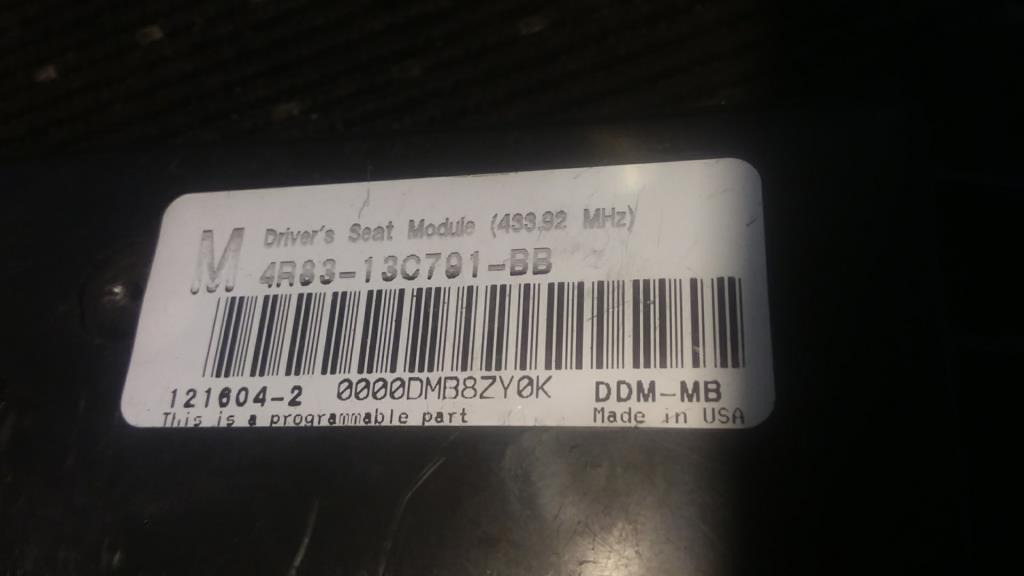 M Driver's Seat Module (433.92 MHz)
4R83-13C791-BB
121604-2 0000DMB8ZY0K DDM-MB
This is a programmable part Made in USA